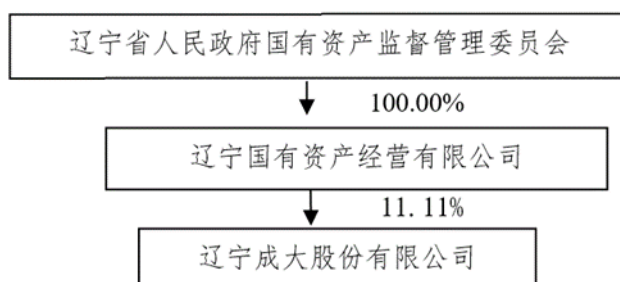 辽宁省人民政府国有资产监督管理委员会
100.00%
辽宁国有资产经营有限公司
11.11%
辽宁成大股份有限公司